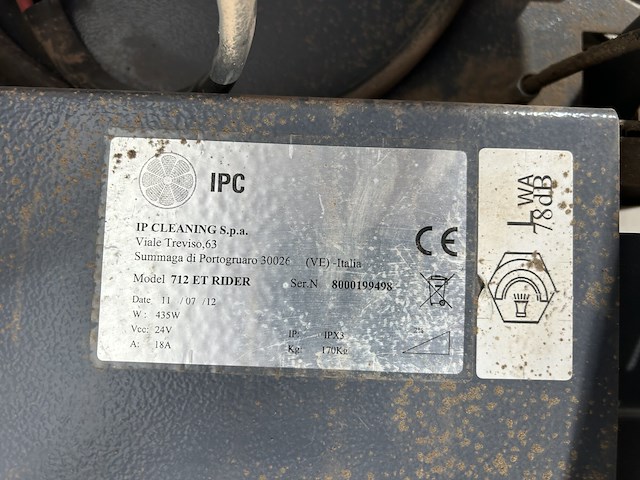 IPC
IP CLEANING S.p.a.
Viale Treviso,63
Summaga di Portogruaro 30026 (VE) -Italia
Model 712 ET RIDER Ser.N 8000199498
Date 11 /07 /12
W : 435W
Vcc: 24V
A: 18A
IP: IPX3
Kg: 170Kg
CE
2%
LWA
78dB